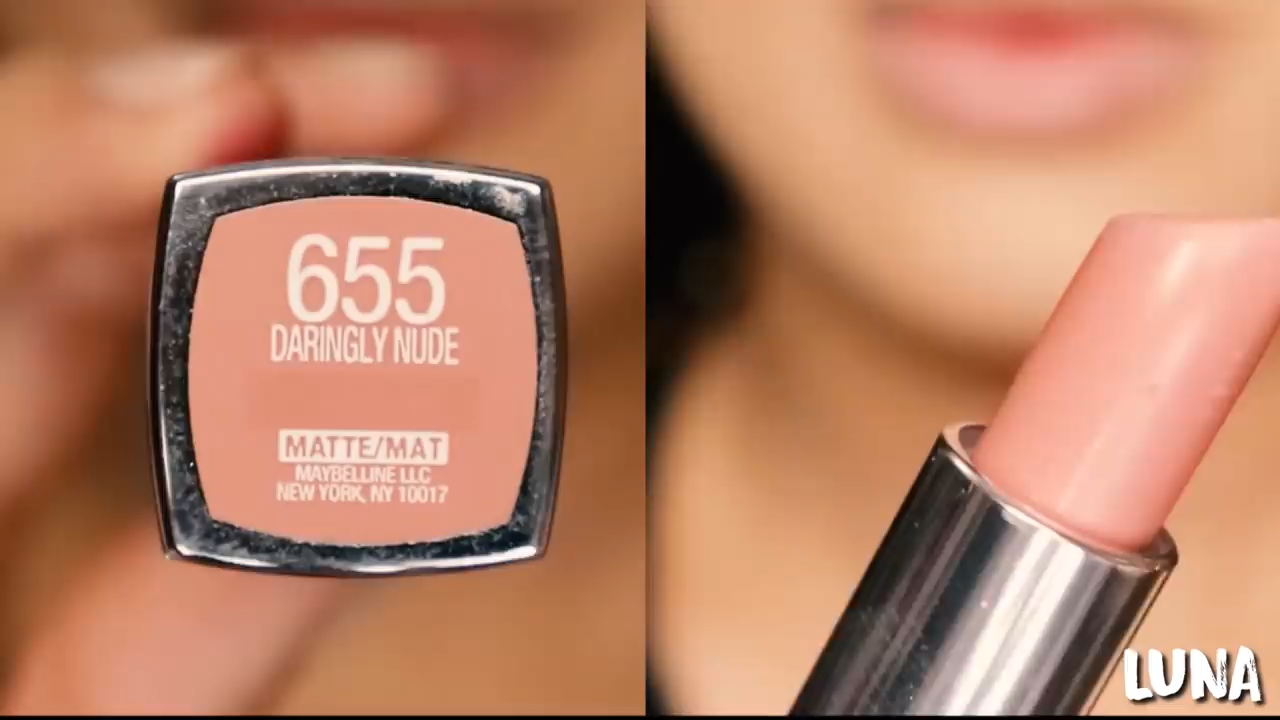 655
DARINGLY NUDE
MATTE/MAT
MAYBELLINE LLC
NEW YORK, NY 10017
LUNA